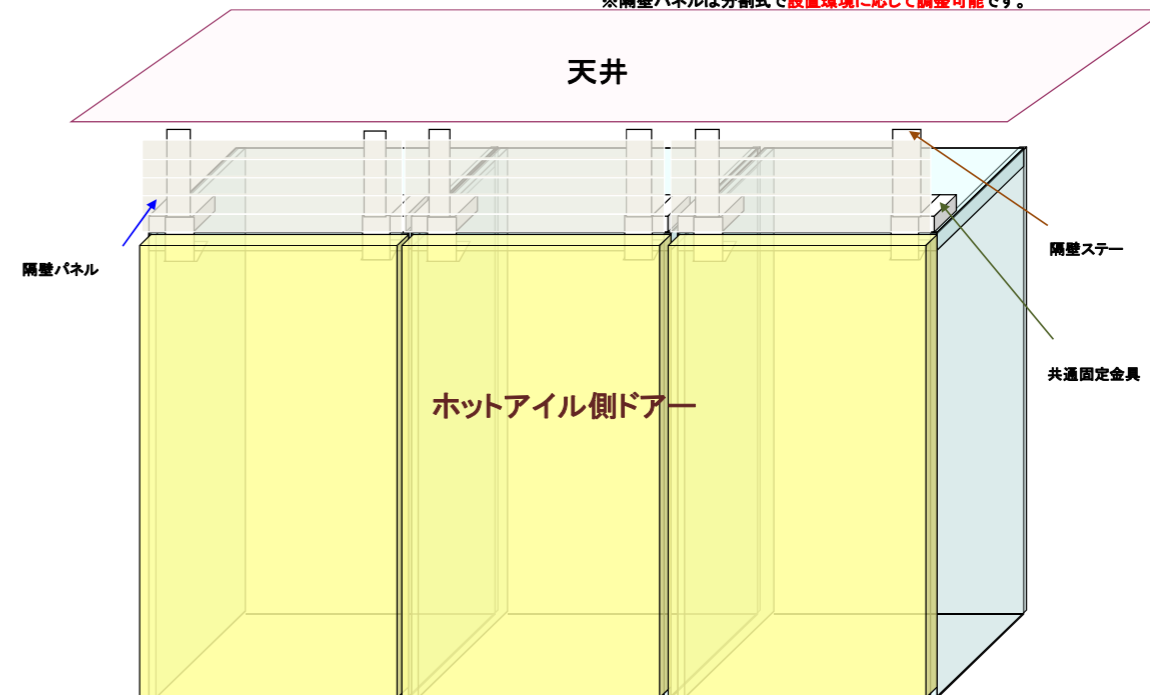 ※隔壁パネルは分割式で設置環境に応じて調整可能です。
天井
隔壁パネル
隔壁ステー
共通固定金具
ホットアイル側ドアー